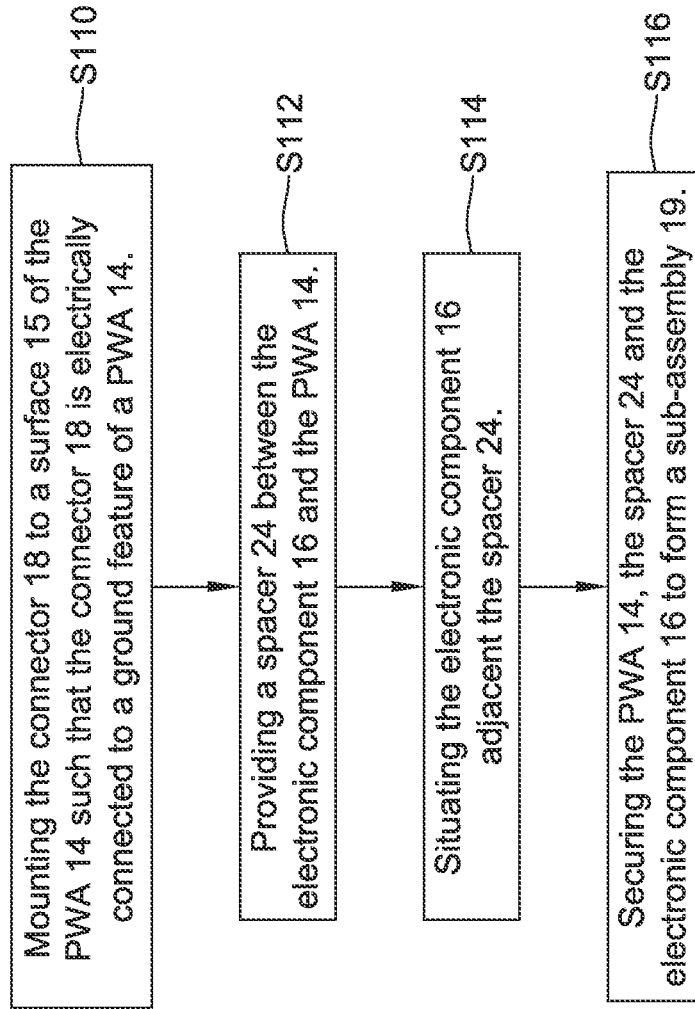 Mounting the connector 18 to a surface 15 of the
PWA 14 such that the connector 18 is electrically
connected to a ground feature of a PWA 14.
S110
Providing a spacer 24 between the
electronic component 16 and the PWA 14.
S112
Situating the electronic component 16
adjacent the spacer 24.
S114
Securing the PWA 14, the spacer 24 and the
electronic component 16 to form a sub-assembly 19.
S116